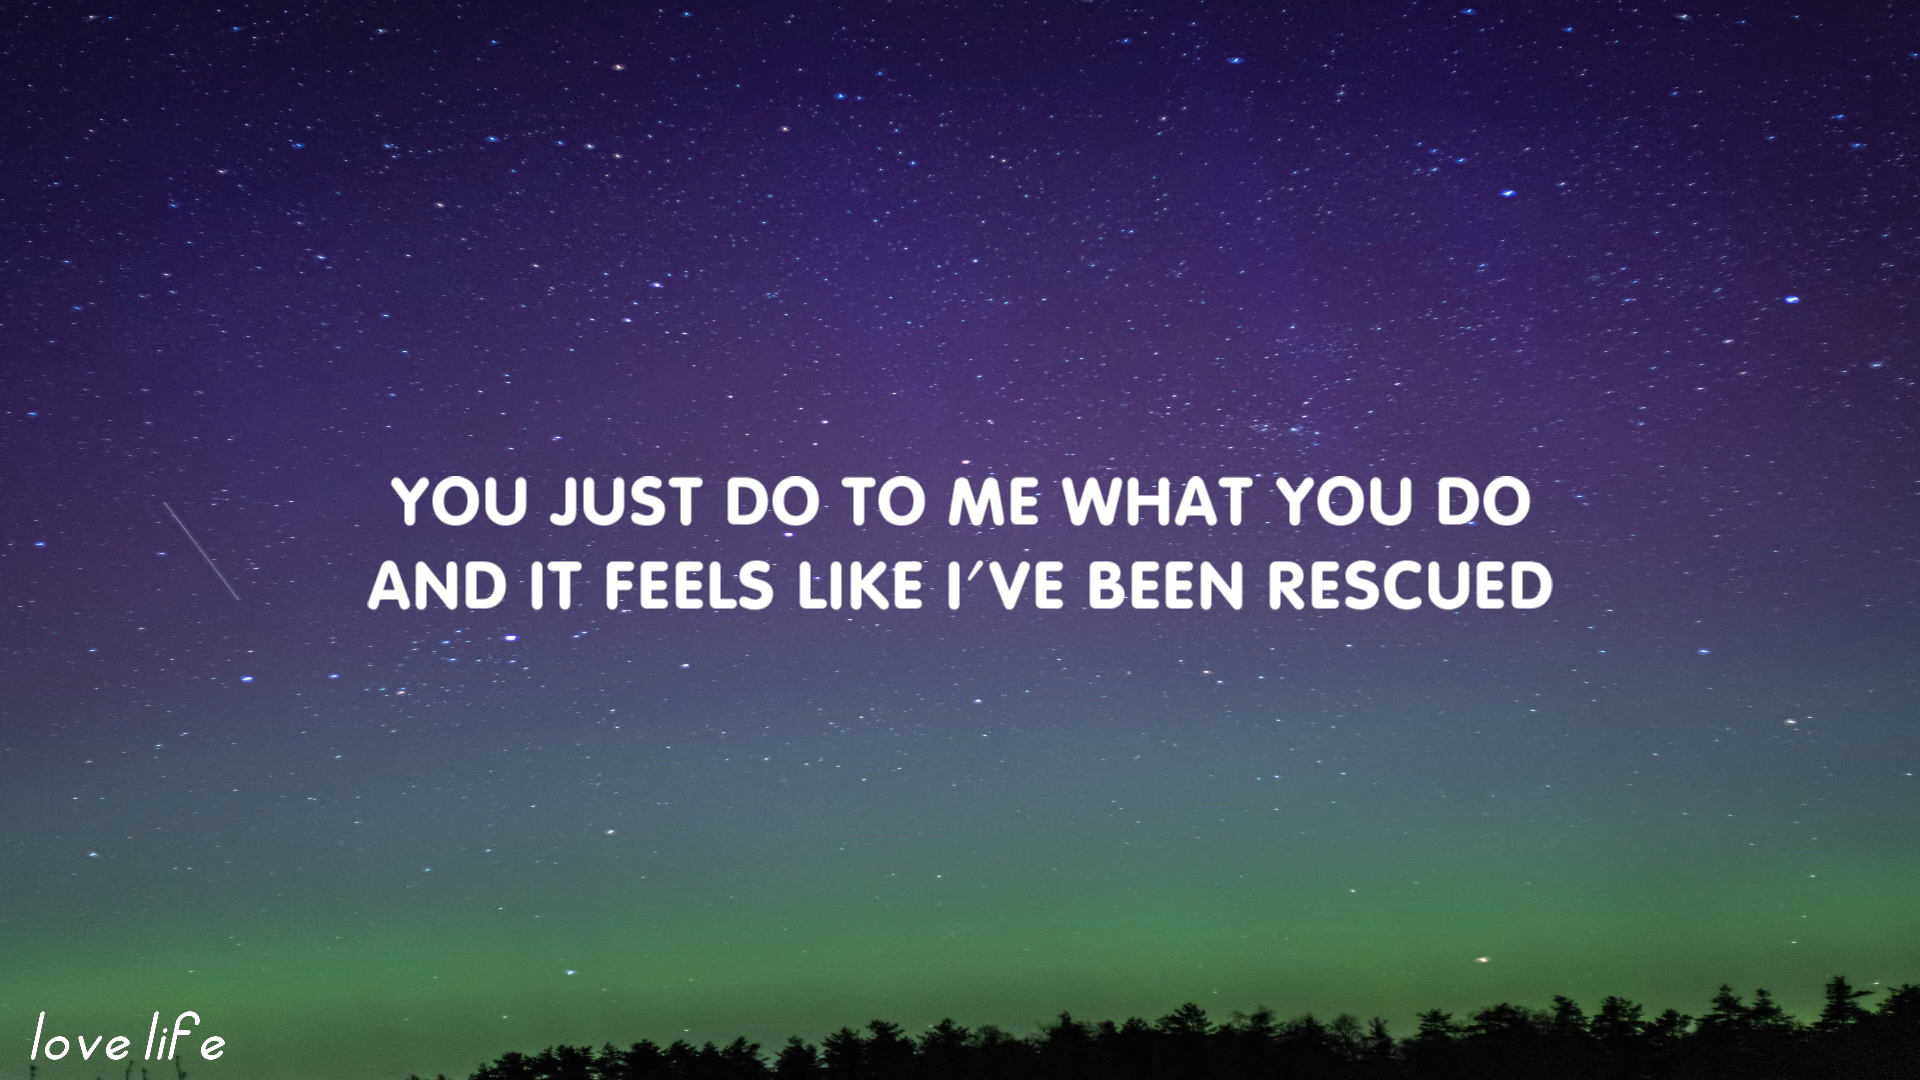 YOU JUST DO TO ME WHAT YOU DO
AND IT FEELS LIKE I'VE BEEN RESCUED
love life